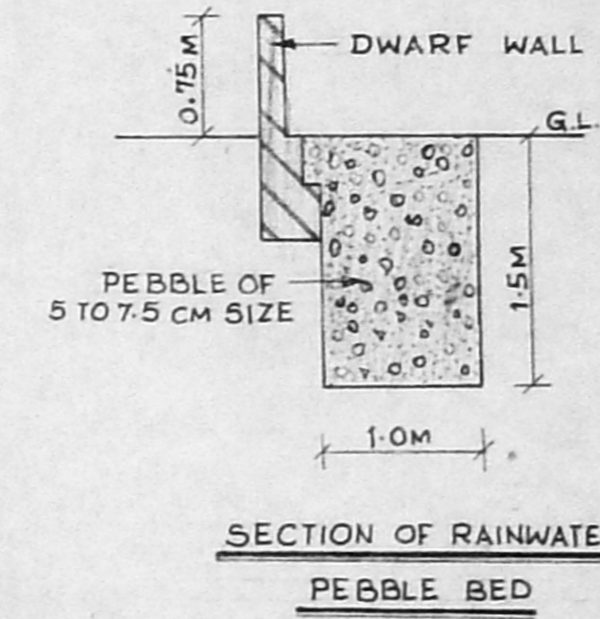 0.75M
DWARF WALL
G.L.
PEBBLE OF
5 TO 7.5 CM SIZE
1.5M
1.0M
SECTION OF RAINWATE
PEBBLE BED